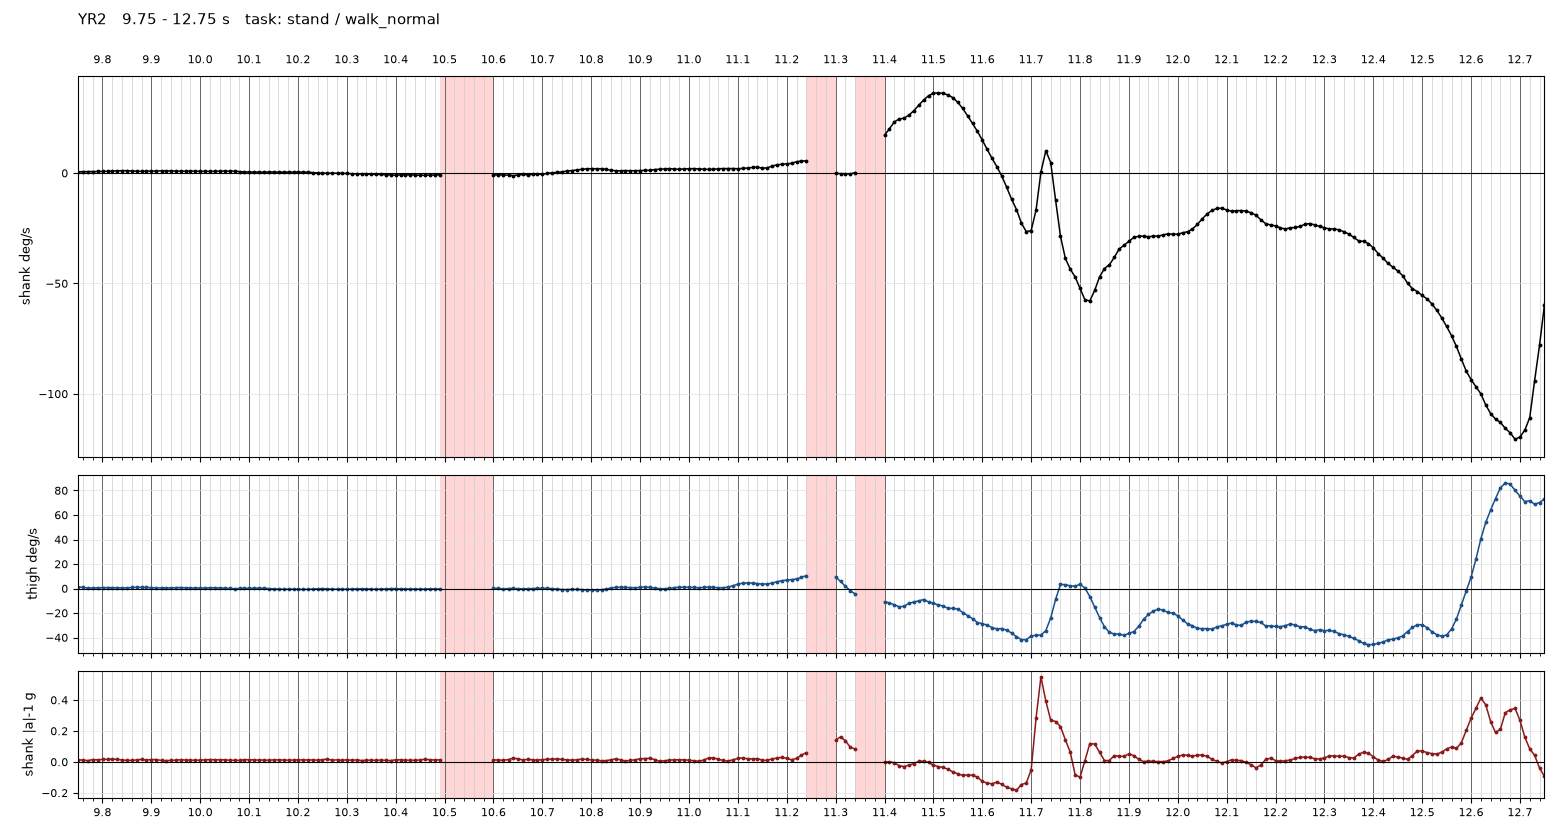 YR2   9.75 - 12.75 s   task: stand / walk_normal
9.8 9.9 10.0 10.1 10.2 10.3 10.4 10.5 10.6 10.7 10.8 10.9 11.0 11.1 11.2 11.3 11.4 11.5 11.6 11.7 11.8 11.9 12.0 12.1 12.2 12.3 12.4 12.5 12.6 12.7
shank deg/s
0
−50
−100
thigh deg/s
80
60
40
20
0
−20
−40
shank |a|-1 g
0.4
0.2
0.0
−0.2
9.8 9.9 10.0 10.1 10.2 10.3 10.4 10.5 10.6 10.7 10.8 10.9 11.0 11.1 11.2 11.3 11.4 11.5 11.6 11.7 11.8 11.9 12.0 12.1 12.2 12.3 12.4 12.5 12.6 12.7